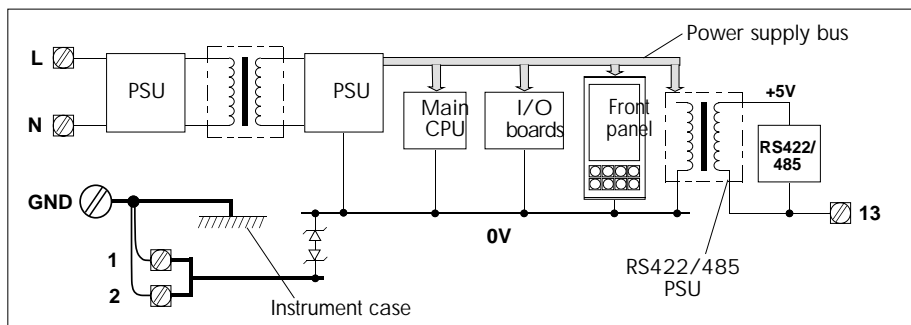 Power supply bus
L
PSU
PSU
Main
CPU
I/O
boards
Front
panel
+5V
RS422/
485
N
GND
13
0V
1
2
RS422/485
PSU
Instrument case